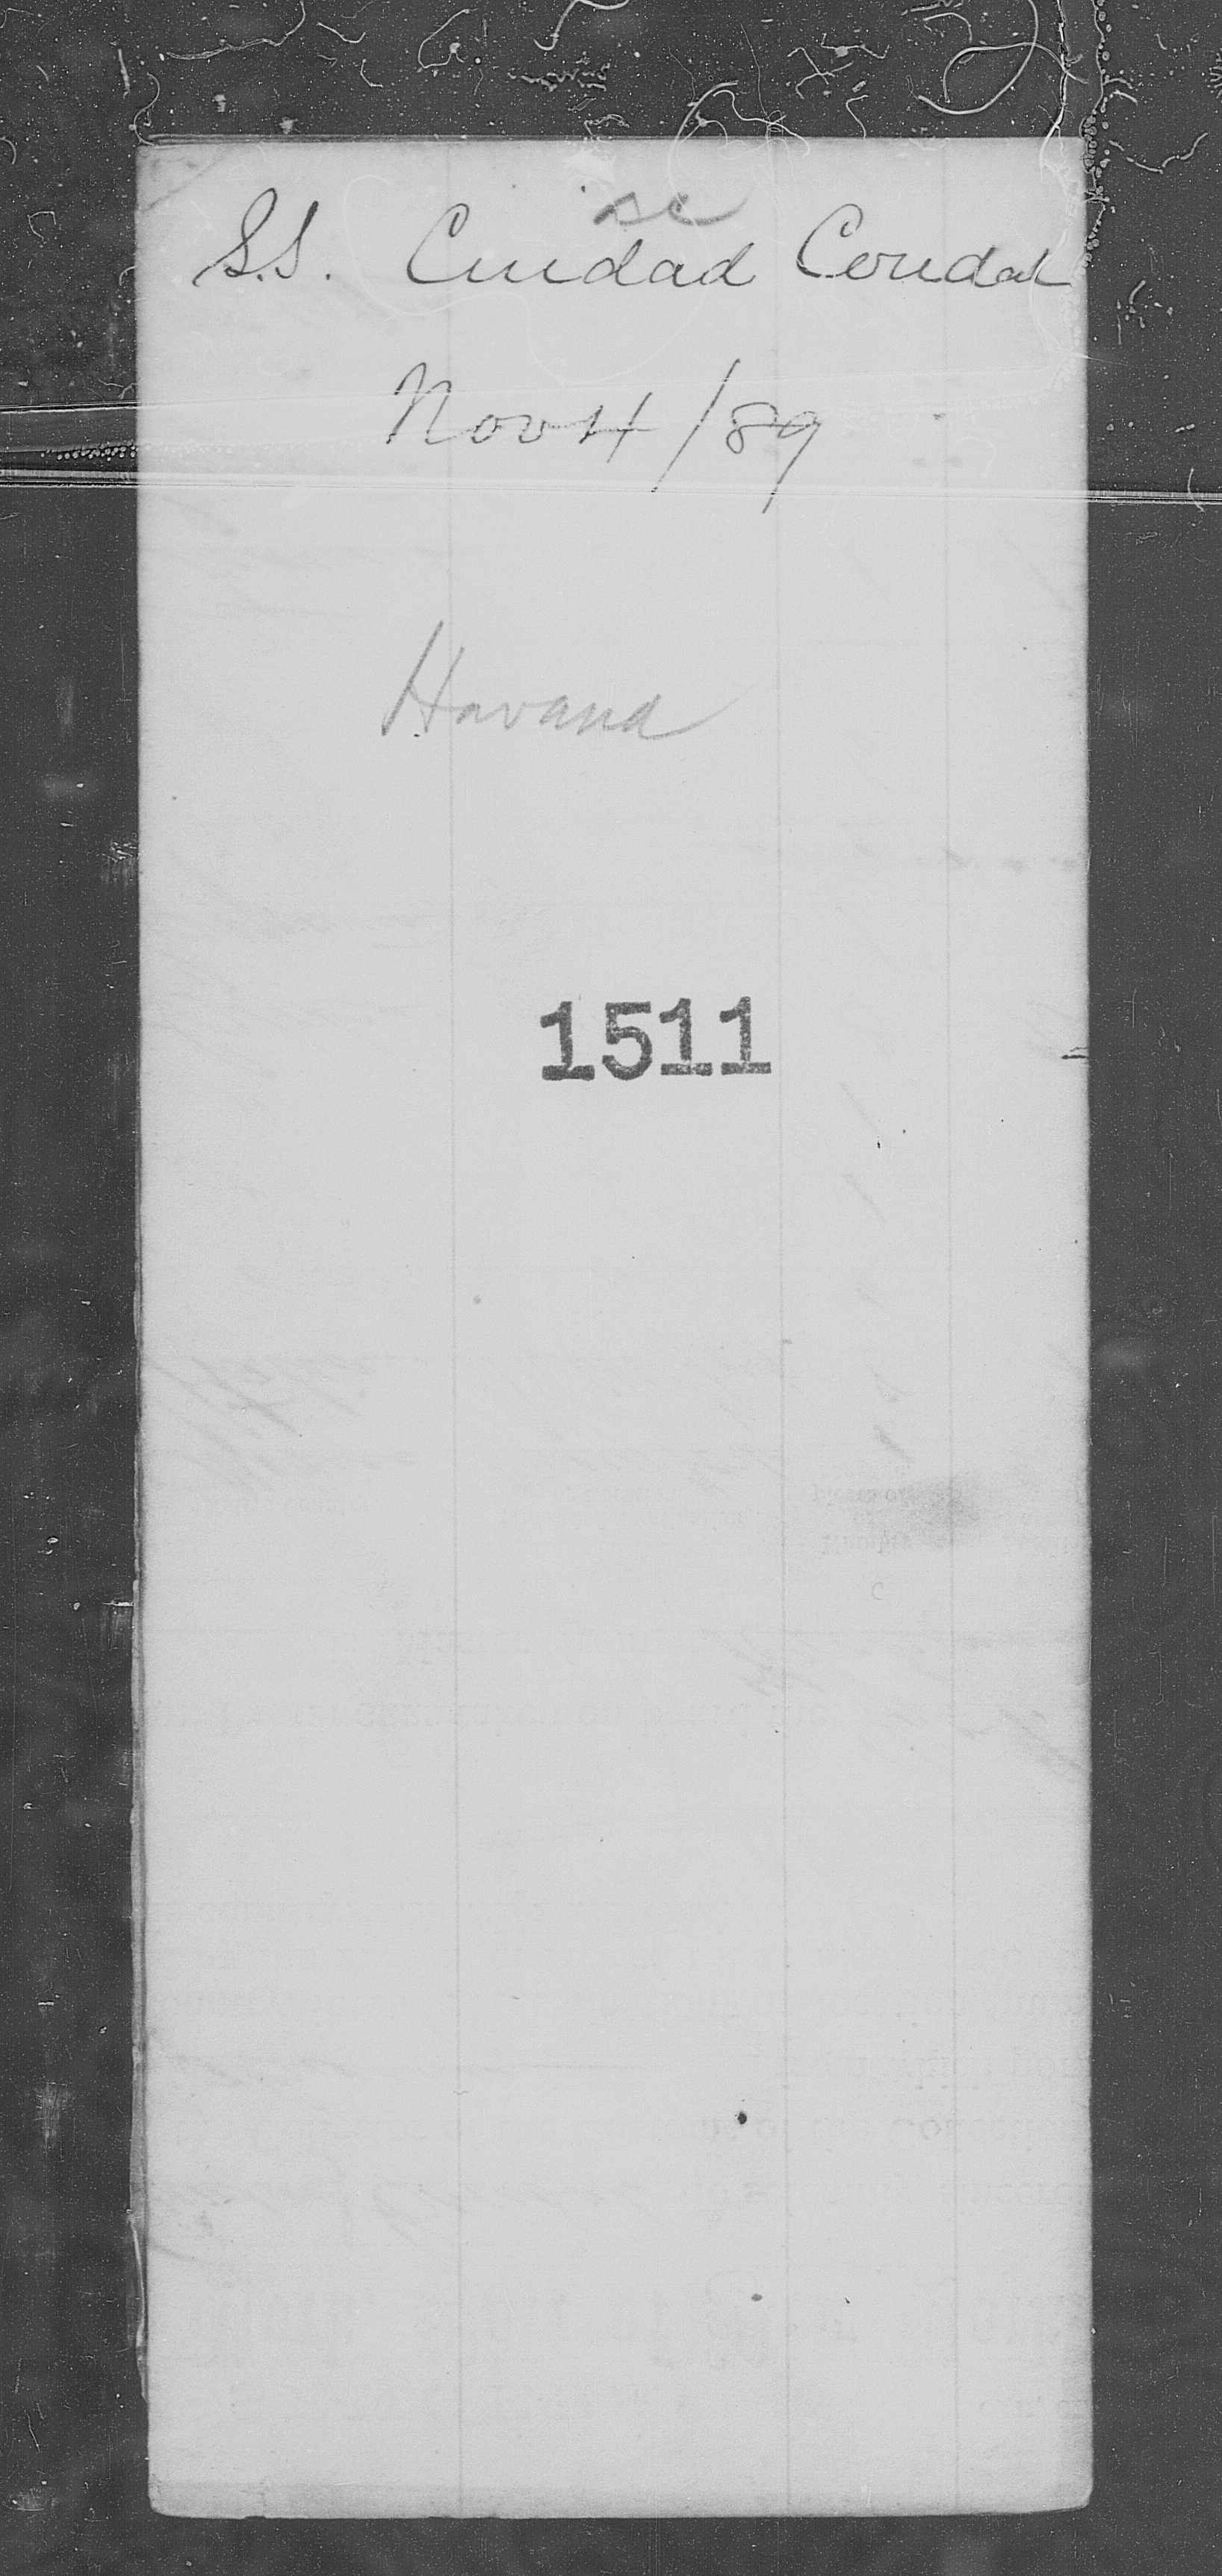 S.S. Ciudad Condal
Nov 4/89
Havana
1511